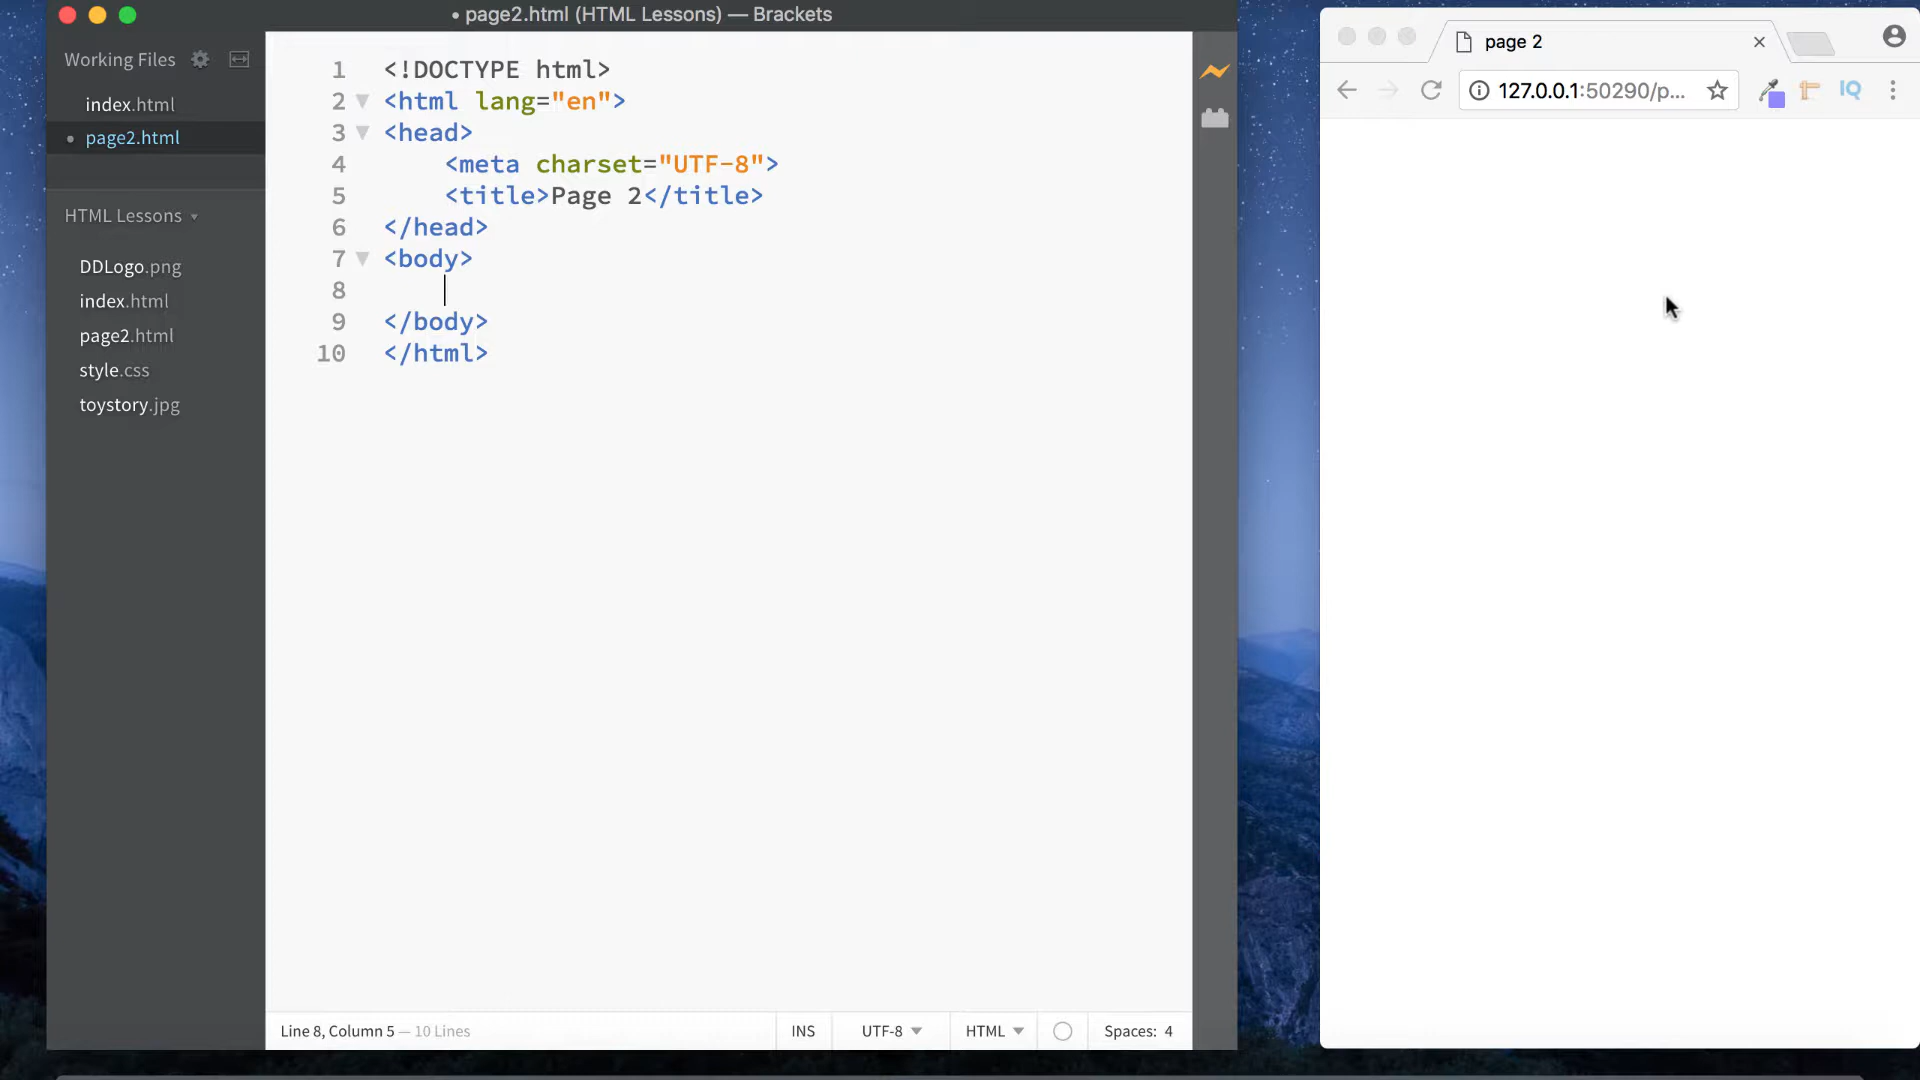 • page2.html (HTML Lessons) — Brackets
Working Files
index.html
• page2.html
HTML Lessons
DDLogo.png
index.html
page2.html
style.css
toystory.jpg
1 <!DOCTYPE html>
2 <html lang="en">
3 <head>
4 <meta charset="UTF-8">
5 <title>Page 2</title>
6 </head>
7 <body>
8
9 </body>
10 </html>
Line 8, Column 5 — 10 Lines
INS
UTF-8
HTML
Spaces: 4
page 2
127.0.0.1:50290/p...
IQ